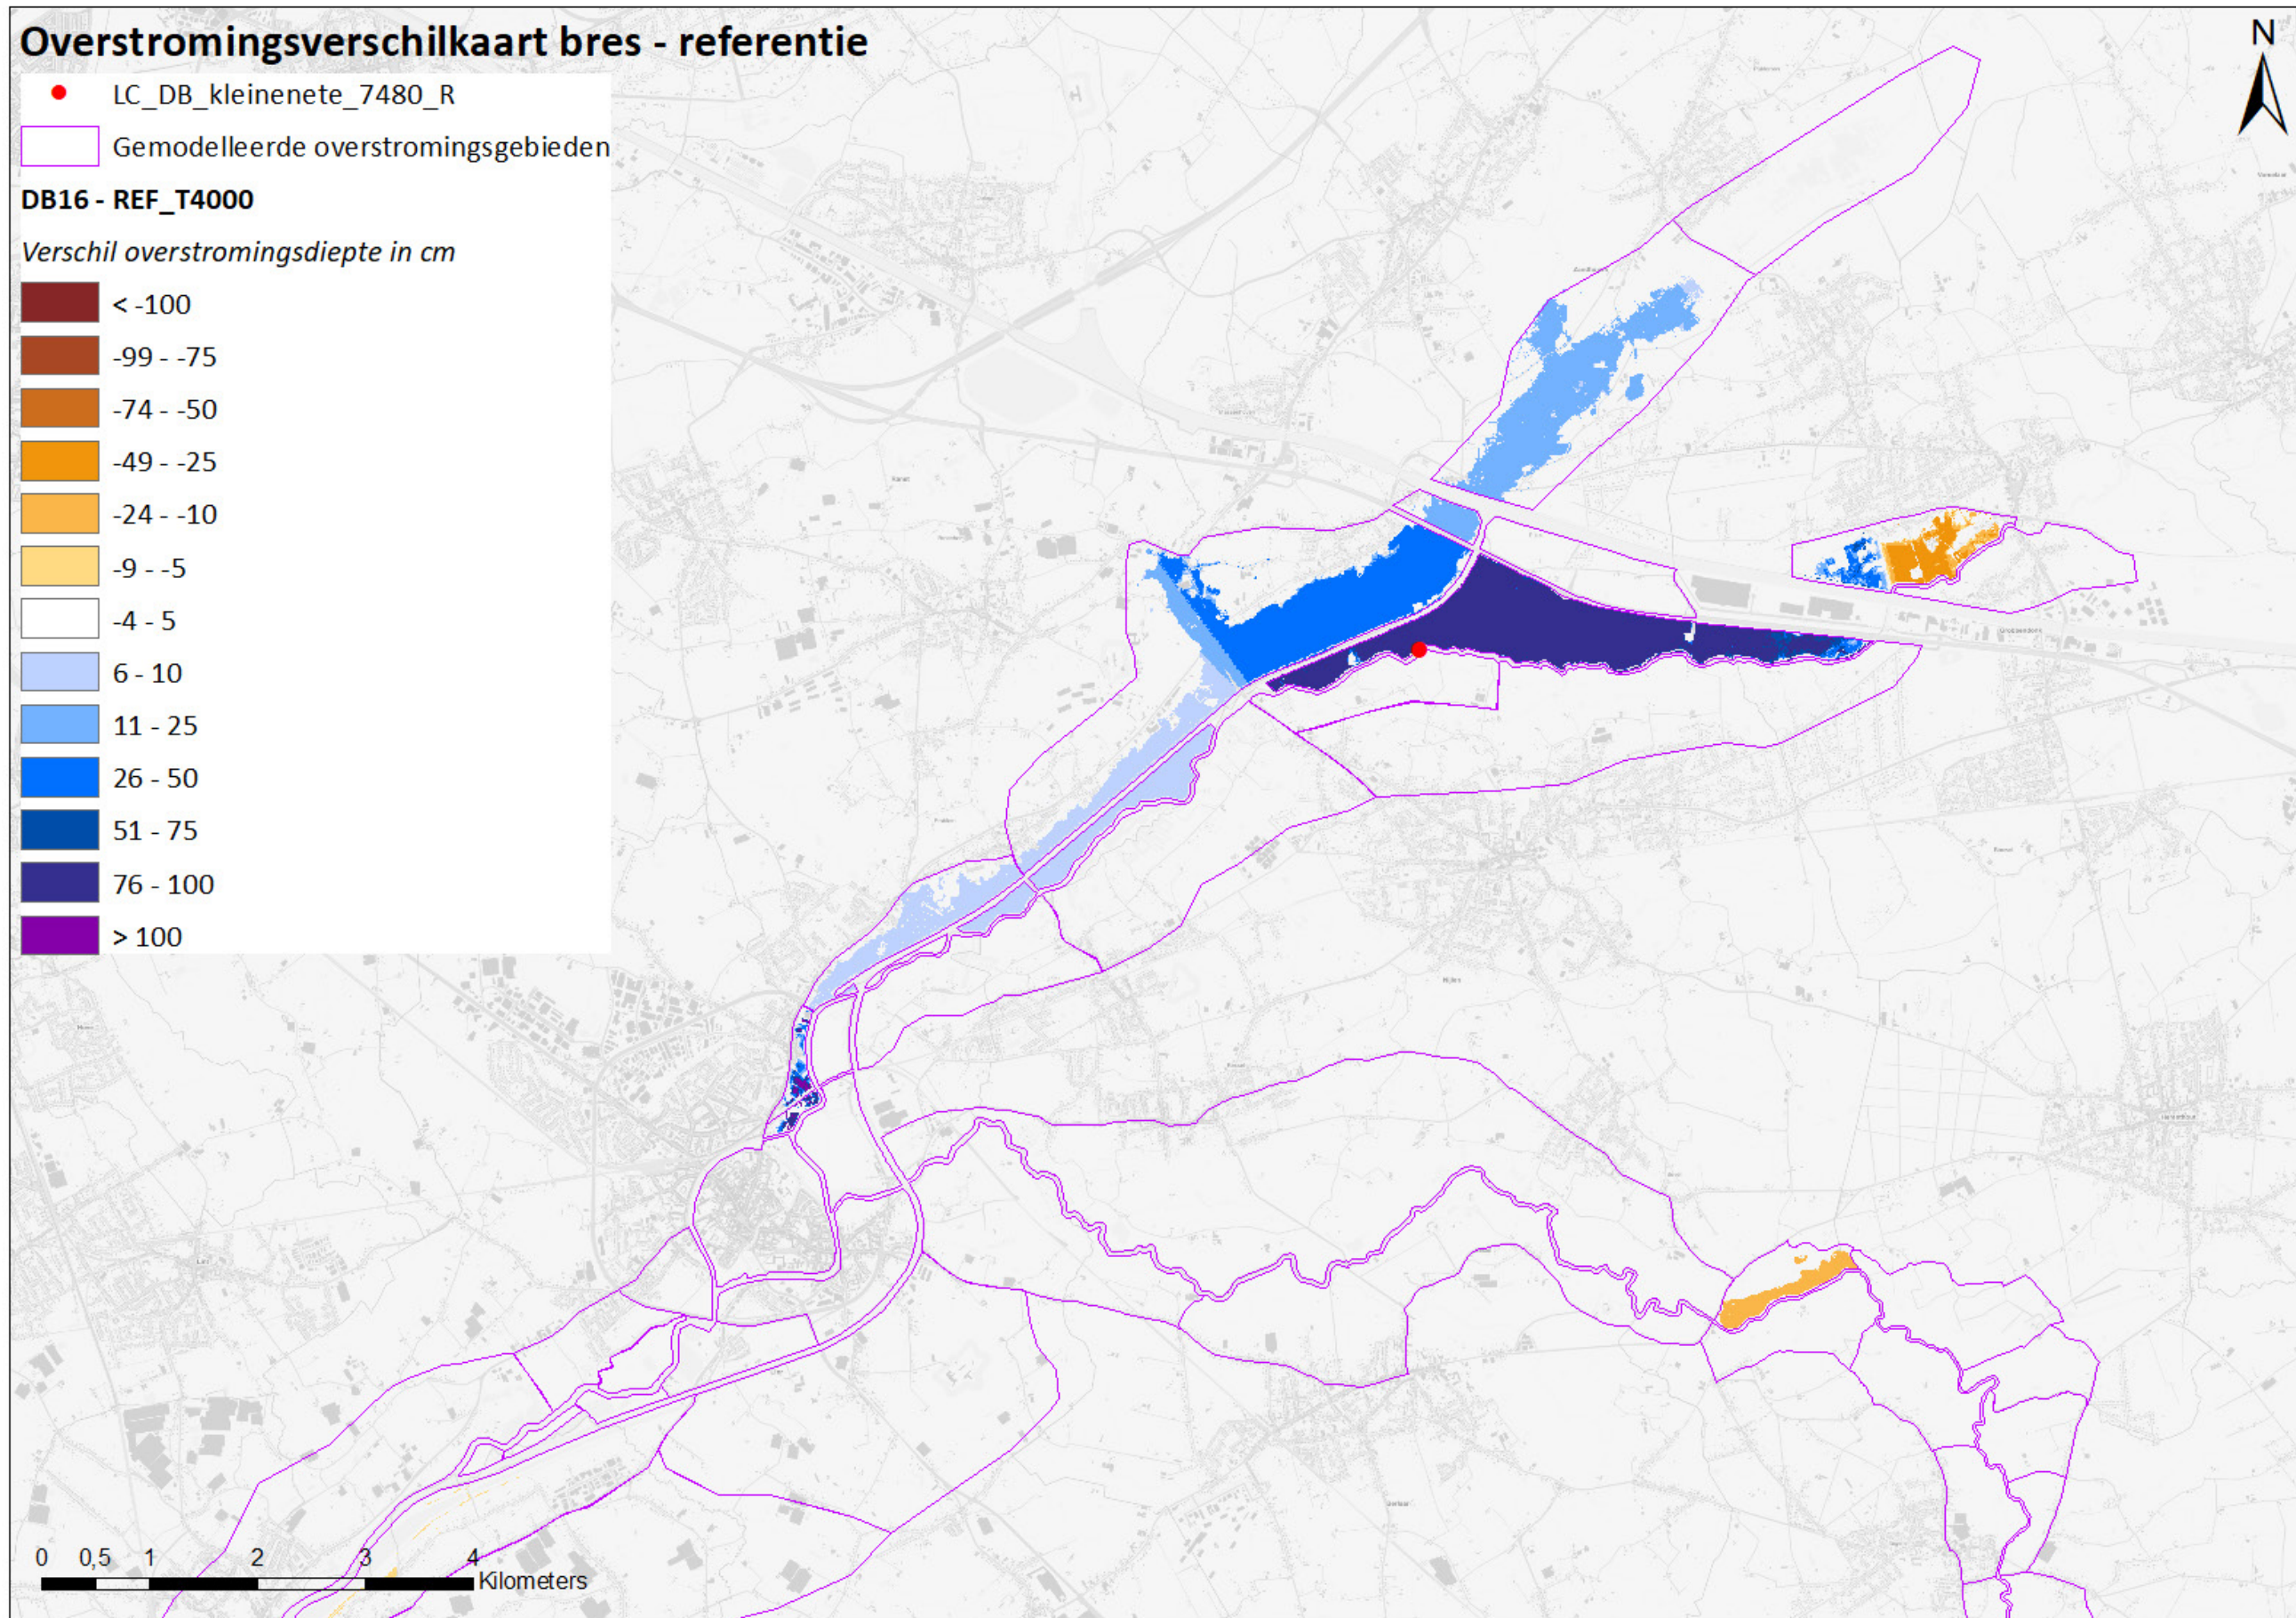 Overstromingsverschilkaart bres - referentie
LC_DB_kleinenete_7480_R
Gemodelleerde overstromingsgebieden
DB16 - REF_T4000
Verschil overstromingsdiepte in cm
< -100
-99 - -75
-74 - -50
-49 - -25
-24 - -10
-9 - -5
-4 - 5
6 - 10
11 - 25
26 - 50
51 - 75
76 - 100
> 100
N
0 0,5 1 2 3 4
Kilometers